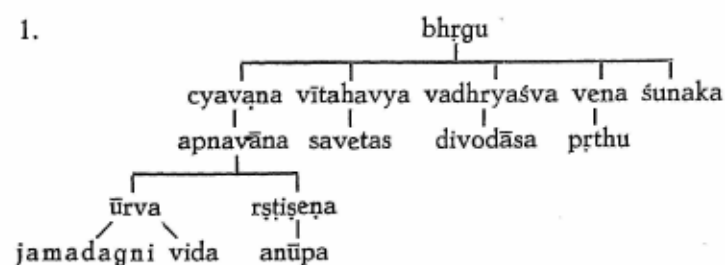 1.
bhṛgu
cyavaṇa vītahavya vadhryaśva vena śunaka
apnavāna savetas divodāsa pṛthu
ūrva ṛṣṭiṣeṇa
jamadagni vida anūpa